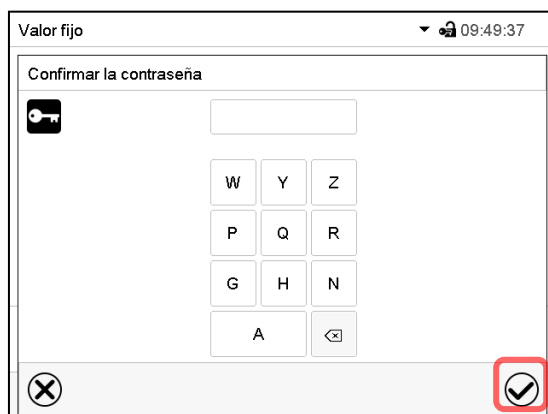 Valor fijo 09:49:37
Confirmar la contraseña
W Y Z
P Q R
G H N
A